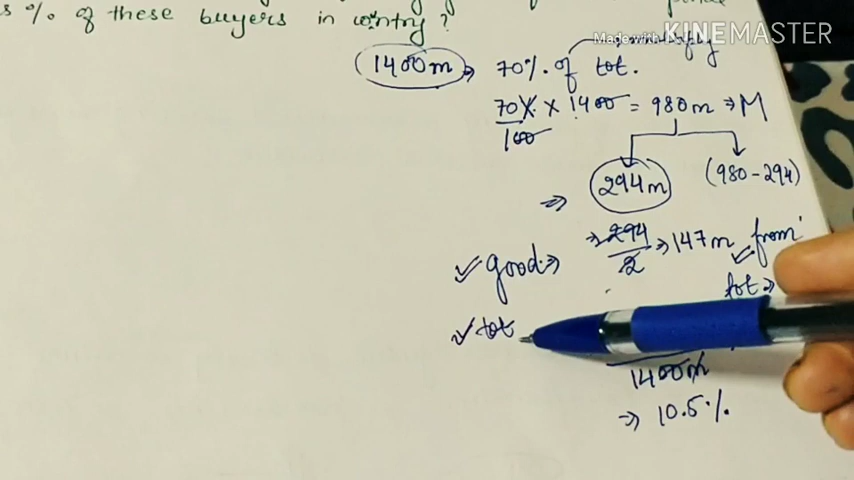 s % of these buyers in contry?
Made with KINEMASTER
1400m ⇒ 70% of tot.
70%/100 × 1400 = 980m ⇒ M
294m (980-294)
⇒
⇒ 294/2 ⇒ 147m from
✓ good ⇒ ✓ tot ⇒
✓ tot
1400m
⇒ 10.5%